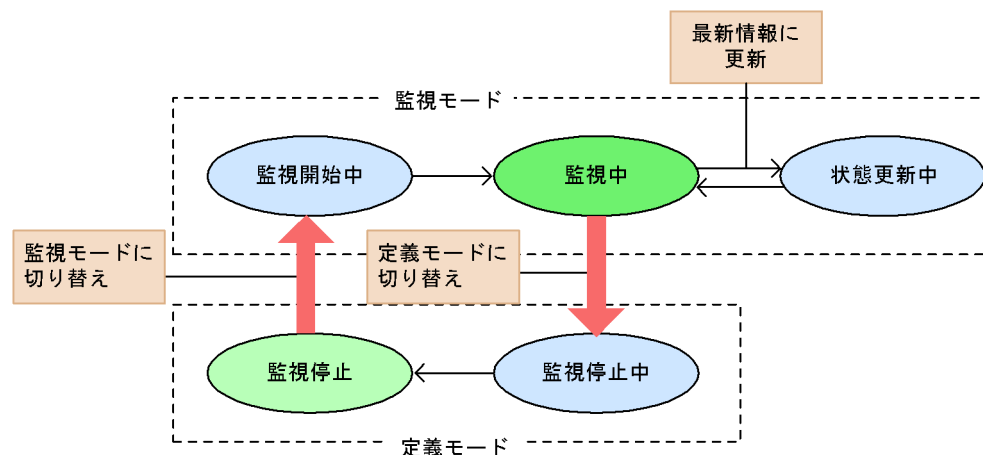 最新情報に
更新
監視モード
監視開始中
監視中
状態更新中
監視モードに
切り替え
定義モードに
切り替え
監視停止
監視停止中
定義モード